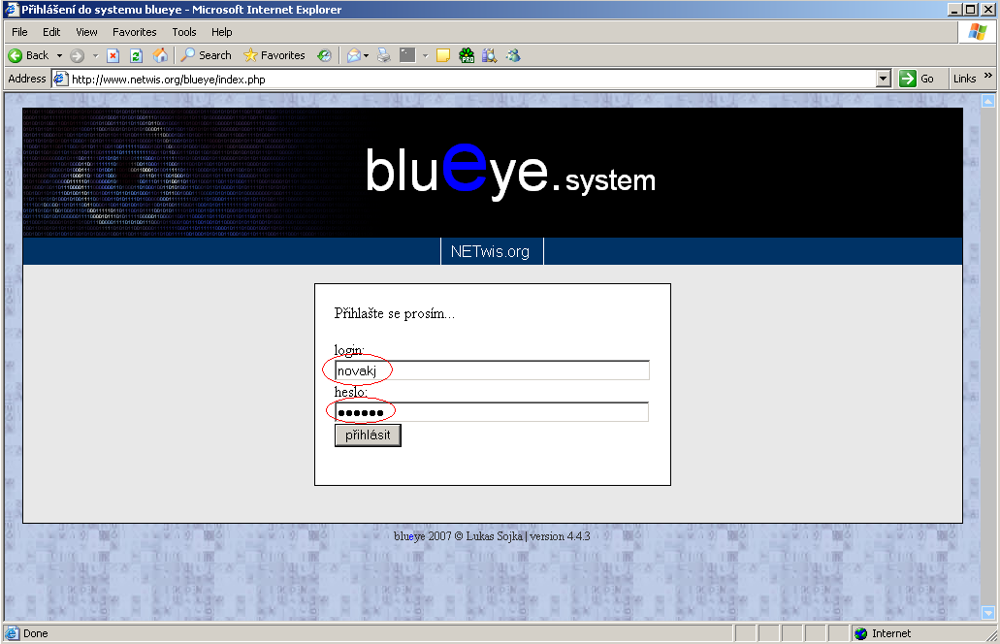 Přihlášení do systemu blueye - Microsoft Internet Explorer
File Edit View Favorites Tools Help
Back Search Favorites PRO
Address http://www.netwis.org/blueye/index.php Go Links »
blueye.system
NETwis.org
Přihlašte se prosím...
login:
novakj
heslo:
●●●●●●
přihlásit
blueye 2007 © Lukas Sojka | version 4.4.3
Done Internet